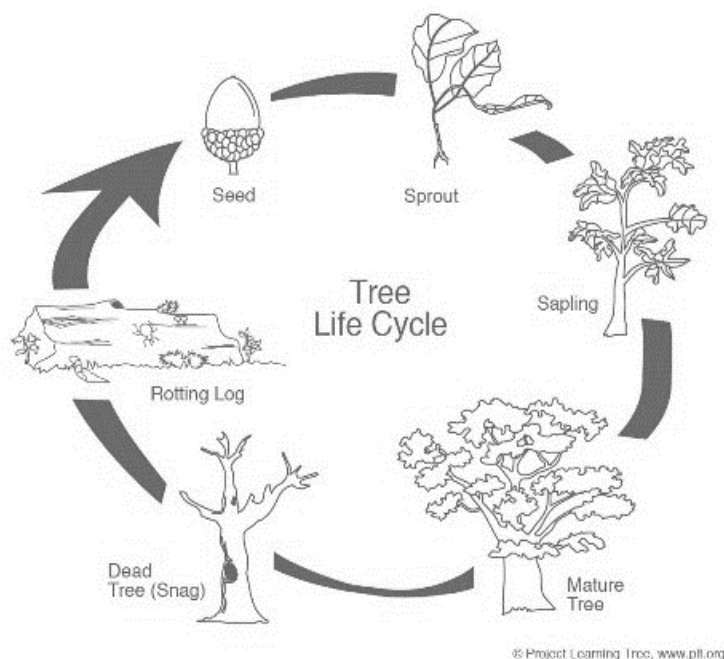 Seed
Sprout
Sapling
Tree
Life Cycle
Rotting Log
Dead
Tree (Snag)
Mature
Tree
© Project Learning Tree, www.plt.org